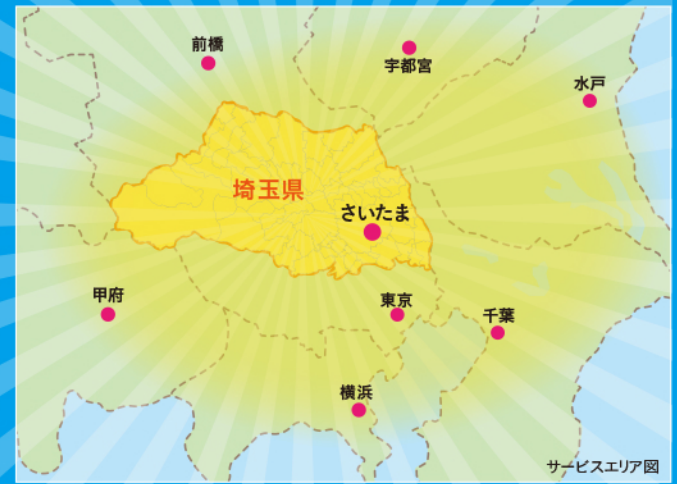 前橋
宇都宮
水戸
埼玉県
さいたま
甲府
東京
千葉
横浜
サービスエリア図